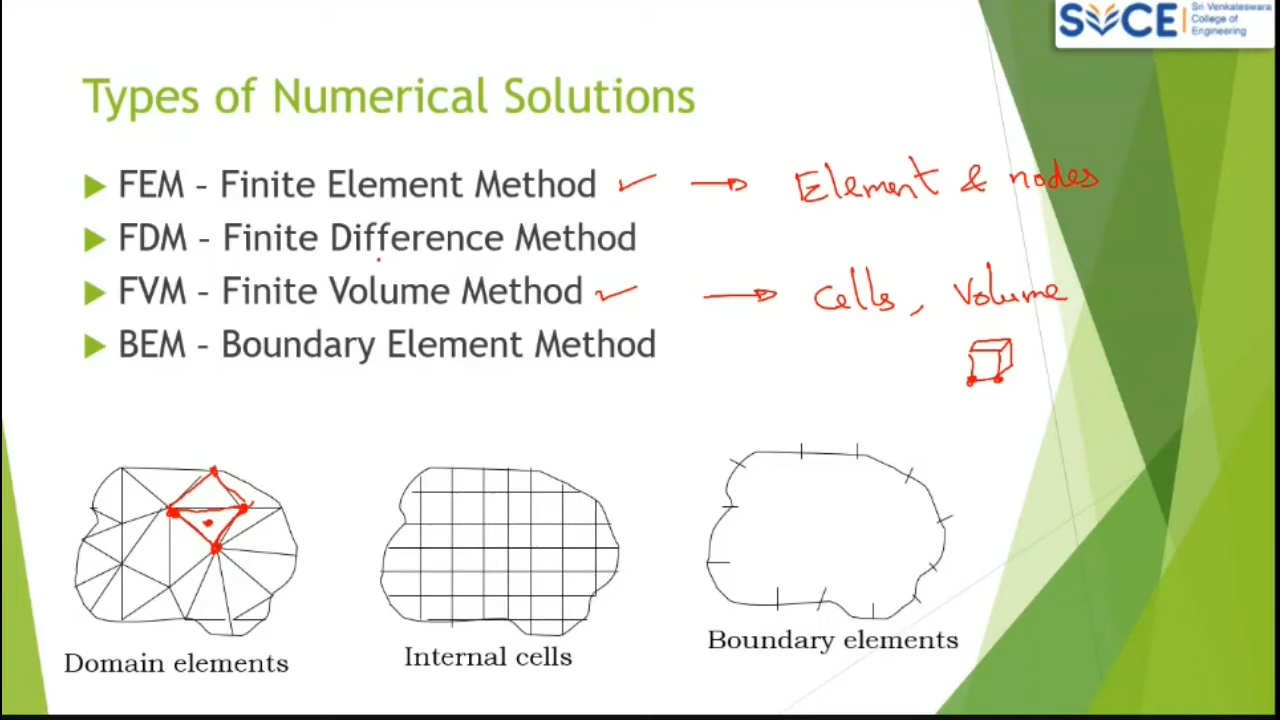 SVCE
Sri Venkateswara
College of
Engineering
Types of Numerical Solutions
FEM – Finite Element Method → Element & nodes
FDM – Finite Difference Method
FVM – Finite Volume Method → Cells, Volume
BEM – Boundary Element Method
Domain elements
Internal cells
Boundary elements